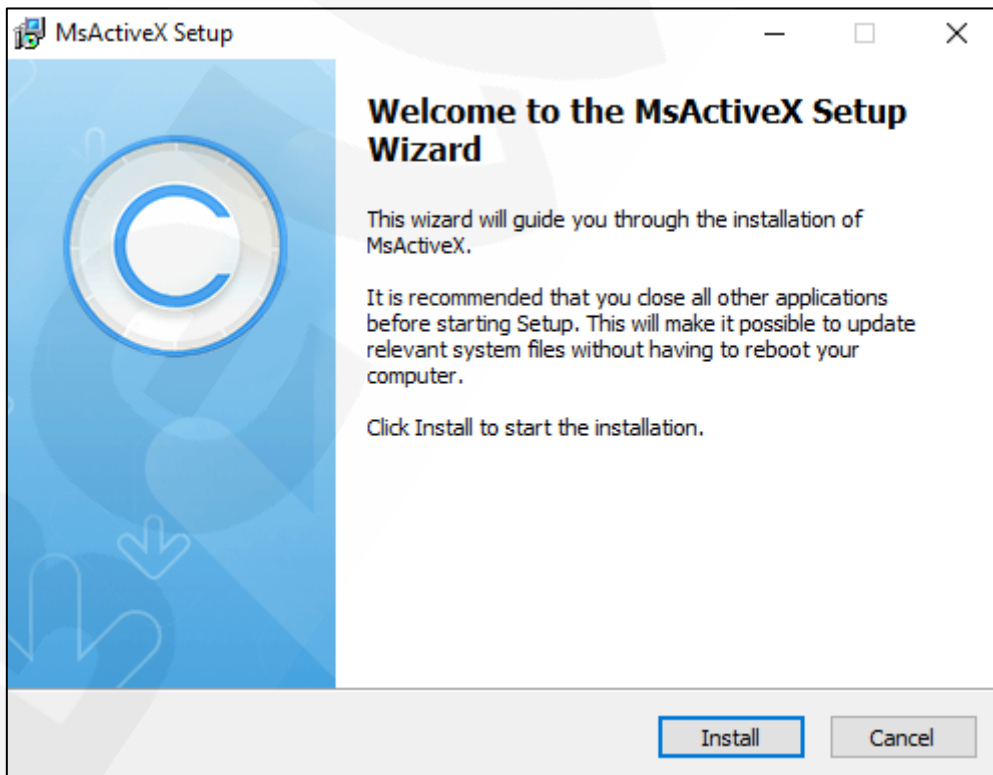 MsActiveX Setup
Welcome to the MsActiveX Setup
Wizard
This wizard will guide you through the installation of
MsActiveX.
It is recommended that you close all other applications
before starting Setup. This will make it possible to update
relevant system files without having to reboot your
computer.
Click Install to start the installation.
Install
Cancel